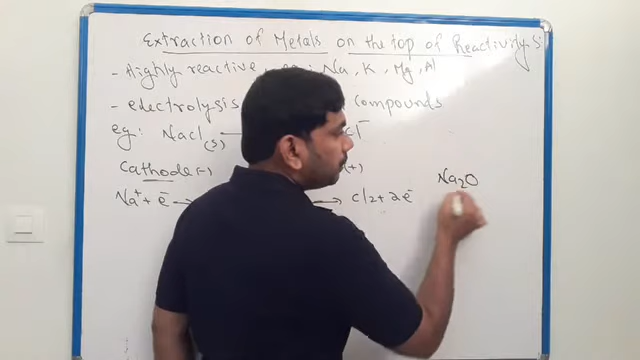 Extraction of Metals on the top of Reactivity S
- Highly reactive eg: Na, K, Mg, Al
- electrolysis compounds
eg: Nacl(s) → cl⁻
Cathode(-) (+)
Na⁺ + e⁻ → → cl2 + 2e⁻
Na2O